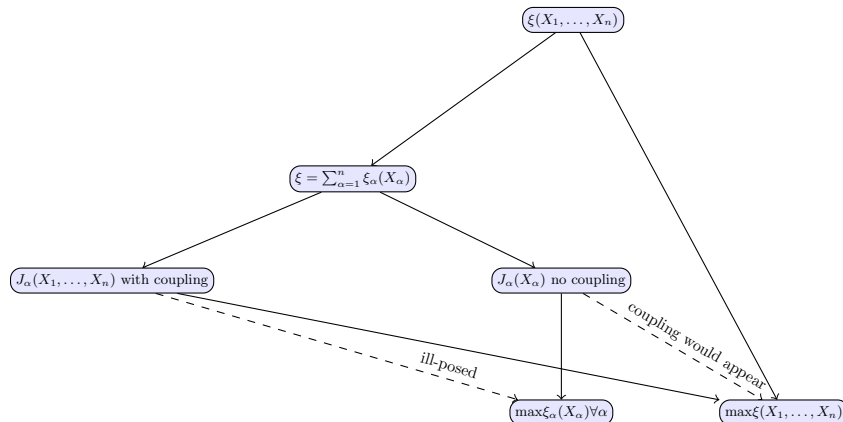 ξ(X₁, . . . , Xₙ)
ξ = ∑ⁿ_{α=1} ξ_α(X_α)
J_α(X₁, . . . , Xₙ) with coupling
J_α(X_α) no coupling
coupling would appear
ill-posed
maxξ_α(X_α)∀α
maxξ(X₁, . . . , Xₙ)